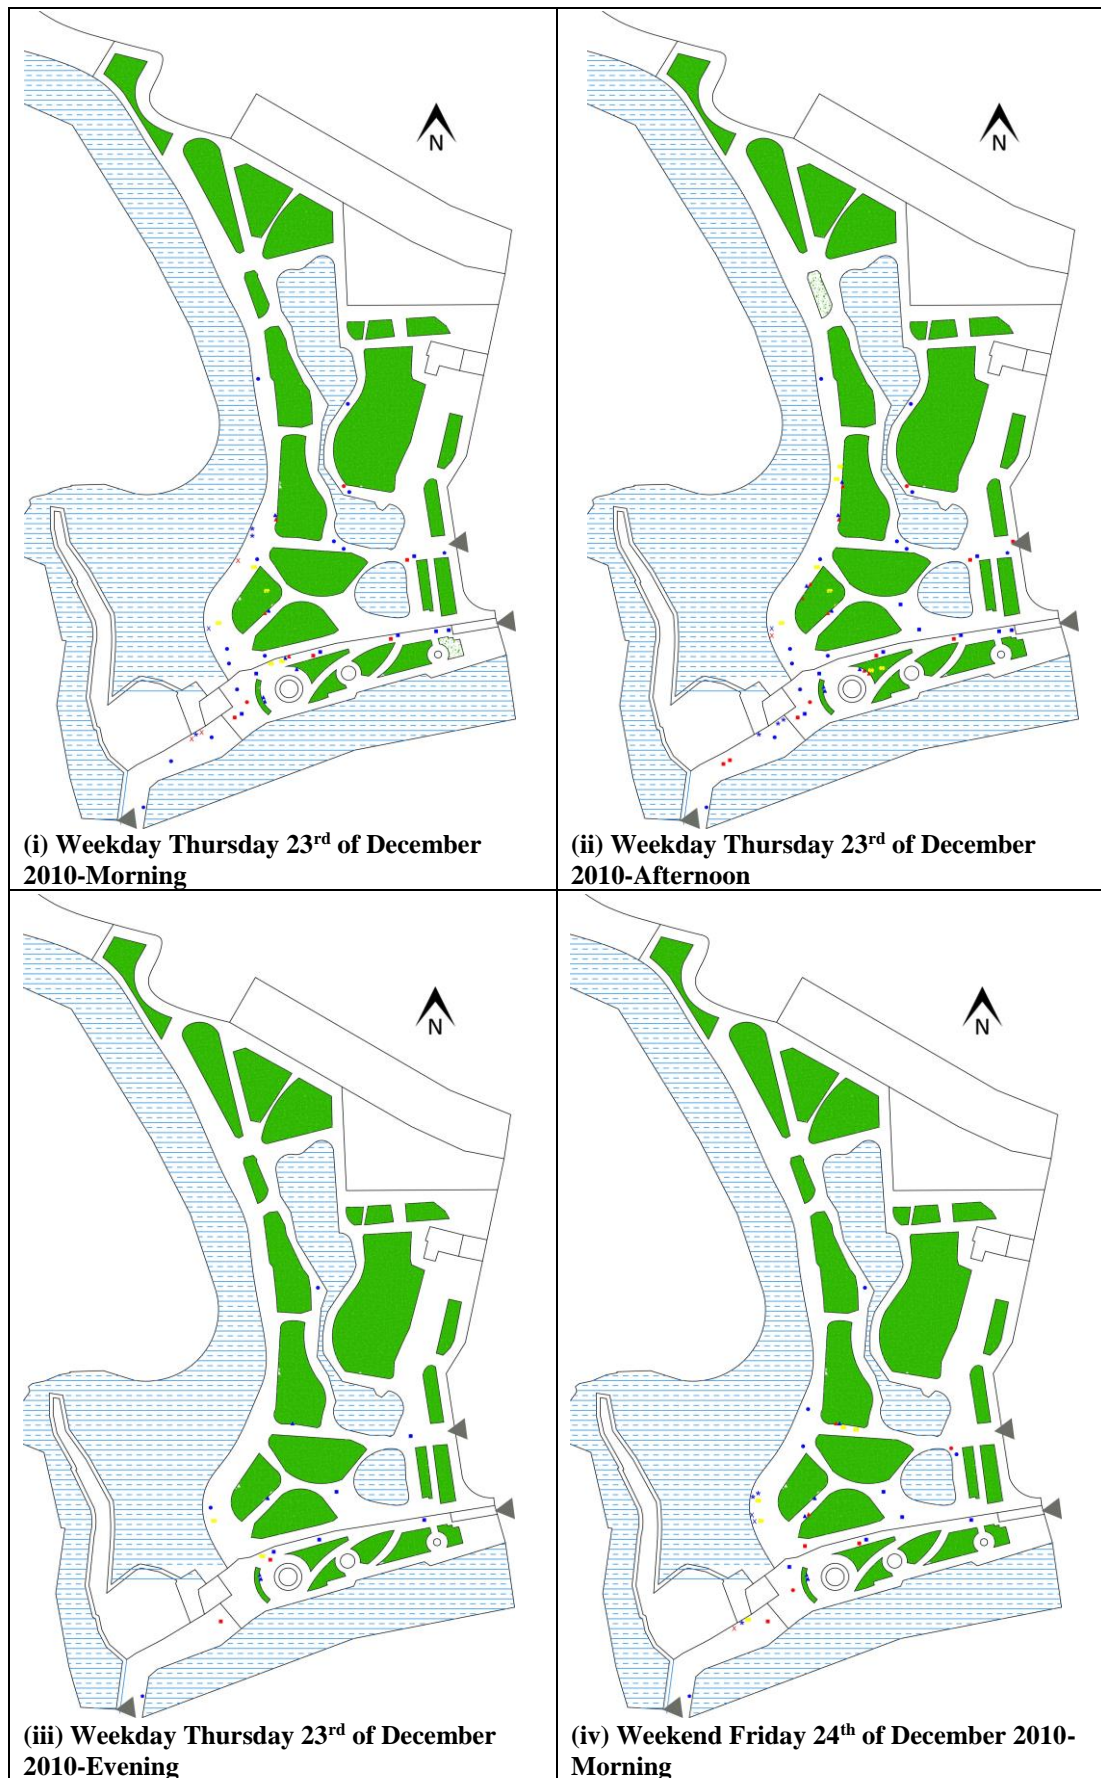 N
N
(i) Weekday Thursday 23rd of December
2010-Morning
(ii) Weekday Thursday 23rd of December
2010-Afternoon
N
N
(iii) Weekday Thursday 23rd of December
2010-Evening
(iv) Weekend Friday 24th of December 2010-
Morning